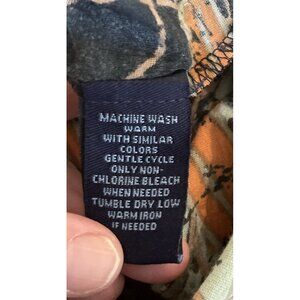 MACHINE WASH
WARM
WITH SIMILAR
COLORS
GENTLE CYCLE
ONLY NON-
CHLORINE BLEACH
WHEN NEEDED
TUMBLE DRY LOW
WARM IRON
IF NEEDED